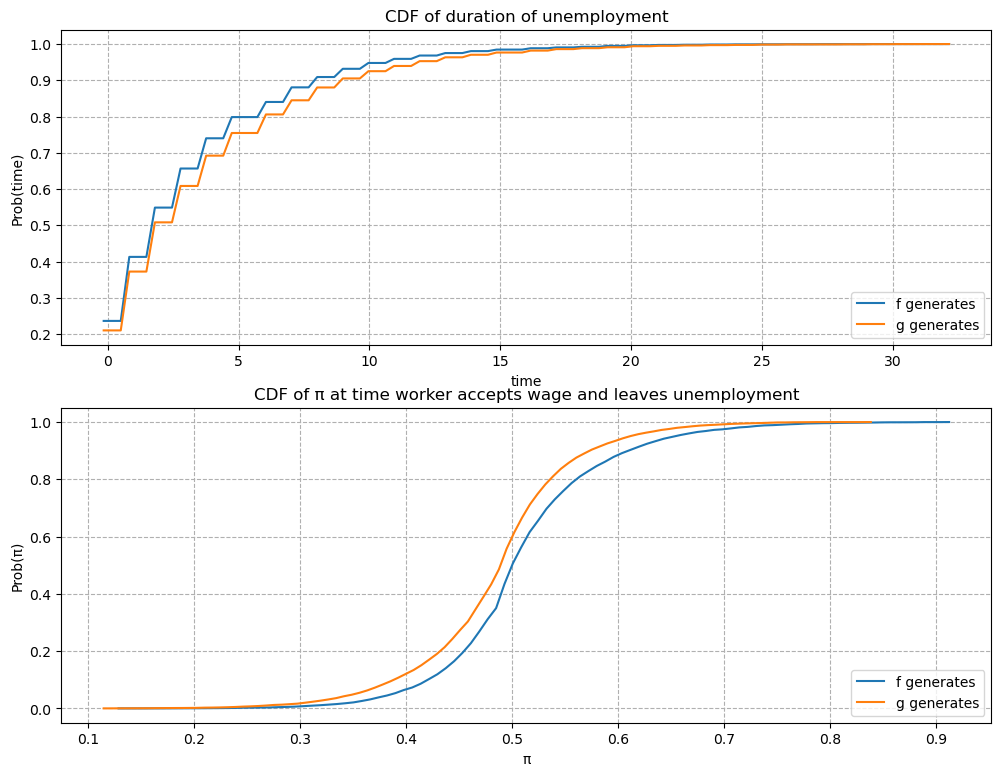 CDF of duration of unemployment
1.0
0.9
0.8
0.7
0.6
0.5
0.4
0.3
0.2
Prob(time)
f generates
g generates
0 5 10 15 20 25 30
time
CDF of π at time worker accepts wage and leaves unemployment
1.0
0.8
0.6
0.4
0.2
0.0
Prob(π)
f generates
g generates
0.1 0.2 0.3 0.4 0.5 0.6 0.7 0.8 0.9
π